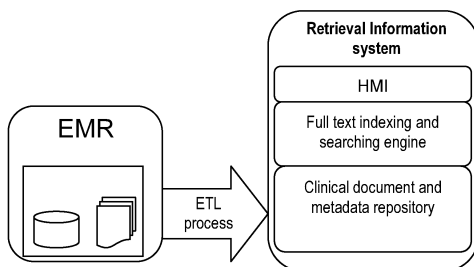 Retrieval Information
system
HMI
EMR
Full text indexing and
searching engine
ETL
process
Clinical document and
metadata repository